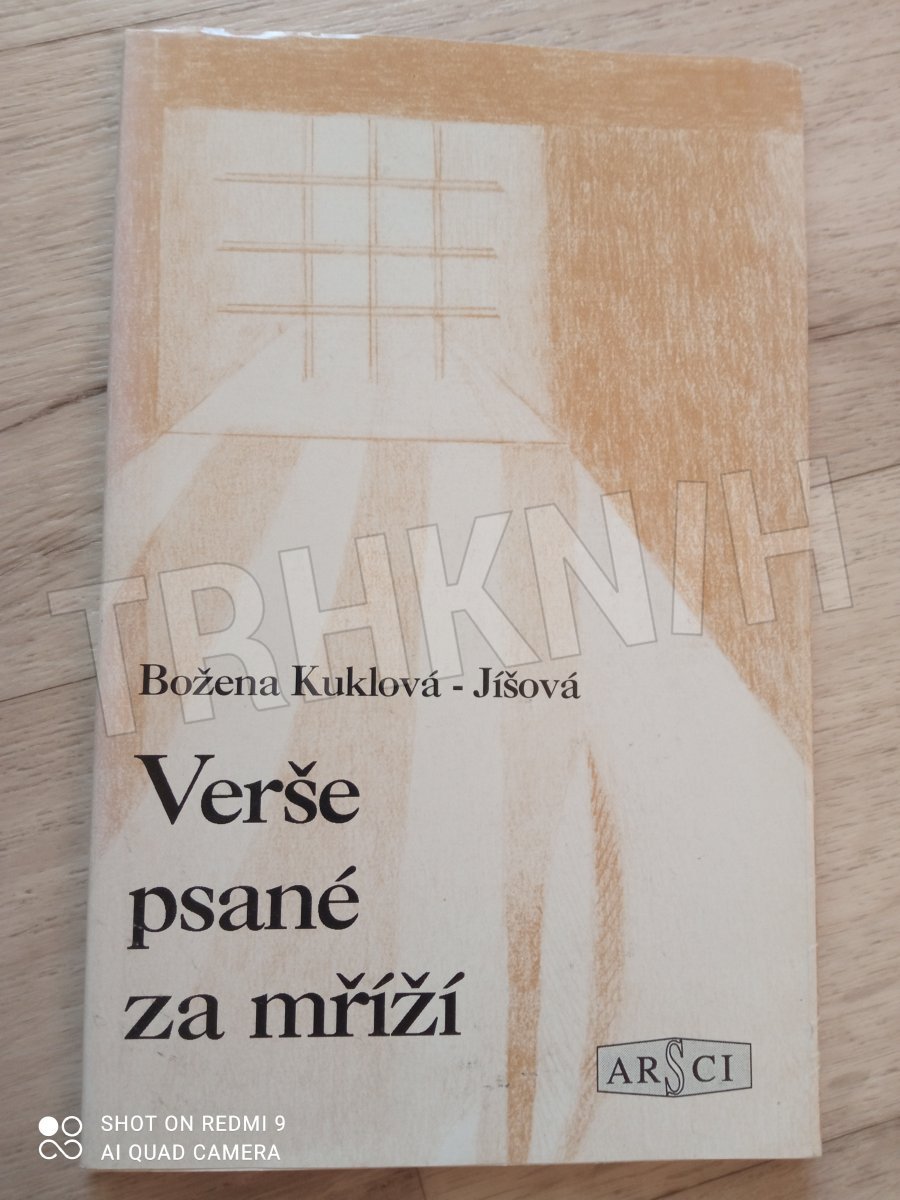 TRHKNIH
Božena Kuklová - Jíšová
Verše
psané
za mříží
ARSCI
SHOT ON REDMI 9
AI QUAD CAMERA